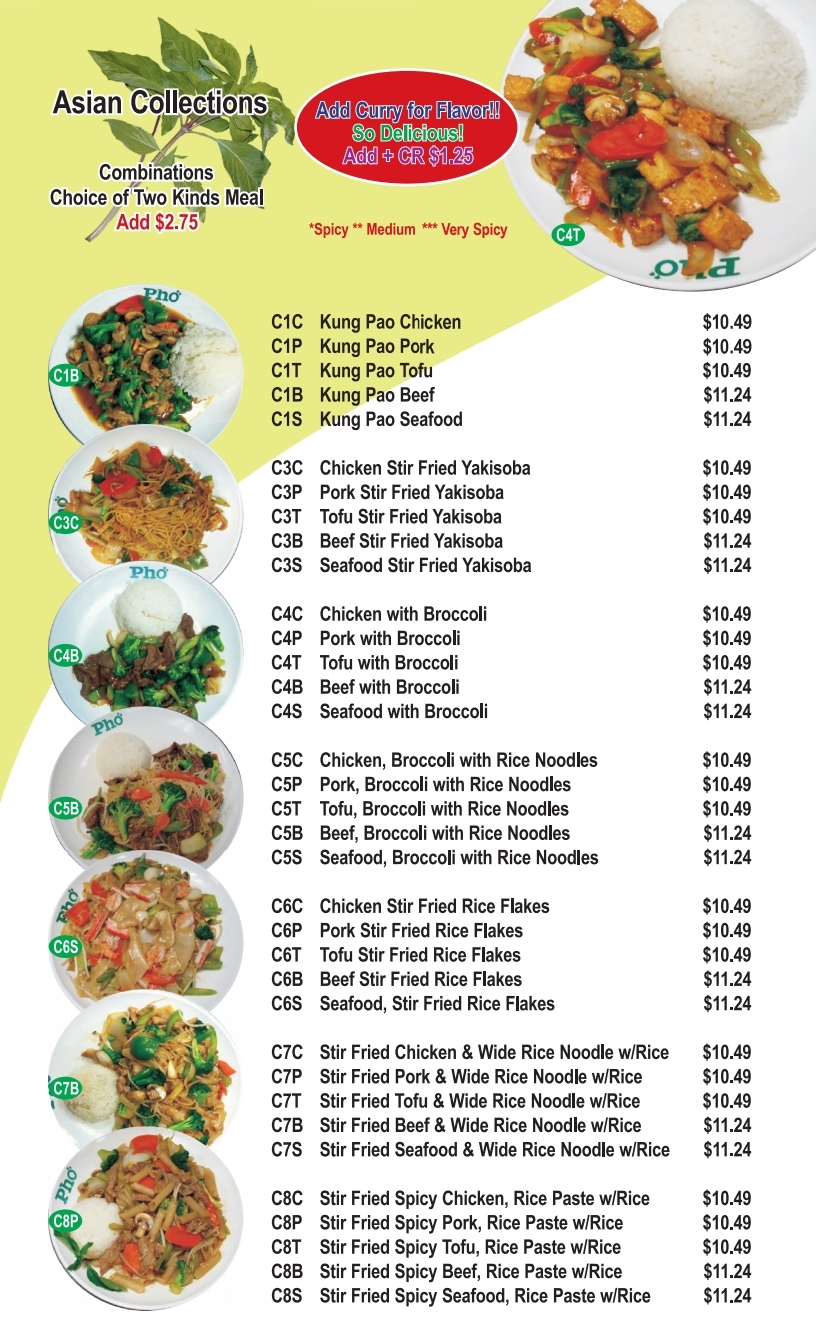 Asian Collections
Combinations
Choice of Two Kinds Meal
Add $2.75
Add Curry for Flavor!!
So Delicious!
Add + CR $1.25
*Spicy ** Medium *** Very Spicy
C4T
Phở
Phở
C1B
C1C Kung Pao Chicken $10.49
C1P Kung Pao Pork $10.49
C1T Kung Pao Tofu $10.49
C1B Kung Pao Beef $11.24
C1S Kung Pao Seafood $11.24
Phở
C3C
C3C Chicken Stir Fried Yakisoba $10.49
C3P Pork Stir Fried Yakisoba $10.49
C3T Tofu Stir Fried Yakisoba $10.49
C3B Beef Stir Fried Yakisoba $11.24
C3S Seafood Stir Fried Yakisoba $11.24
Phở
C4B
C4C Chicken with Broccoli $10.49
C4P Pork with Broccoli $10.49
C4T Tofu with Broccoli $10.49
C4B Beef with Broccoli $11.24
C4S Seafood with Broccoli $11.24
Phở
C5B
C5C Chicken, Broccoli with Rice Noodles $10.49
C5P Pork, Broccoli with Rice Noodles $10.49
C5T Tofu, Broccoli with Rice Noodles $10.49
C5B Beef, Broccoli with Rice Noodles $11.24
C5S Seafood, Broccoli with Rice Noodles $11.24
Phở
C6S
C6C Chicken Stir Fried Rice Flakes $10.49
C6P Pork Stir Fried Rice Flakes $10.49
C6T Tofu Stir Fried Rice Flakes $10.49
C6B Beef Stir Fried Rice Flakes $11.24
C6S Seafood, Stir Fried Rice Flakes $11.24
C7B
C7C Stir Fried Chicken & Wide Rice Noodle w/Rice $10.49
C7P Stir Fried Pork & Wide Rice Noodle w/Rice $10.49
C7T Stir Fried Tofu & Wide Rice Noodle w/Rice $10.49
C7B Stir Fried Beef & Wide Rice Noodle w/Rice $11.24
C7S Stir Fried Seafood & Wide Rice Noodle w/Rice $11.24
Phở
C8P
C8C Stir Fried Spicy Chicken, Rice Paste w/Rice $10.49
C8P Stir Fried Spicy Pork, Rice Paste w/Rice $10.49
C8T Stir Fried Spicy Tofu, Rice Paste w/Rice $10.49
C8B Stir Fried Spicy Beef, Rice Paste w/Rice $11.24
C8S Stir Fried Spicy Seafood, Rice Paste w/Rice $11.24